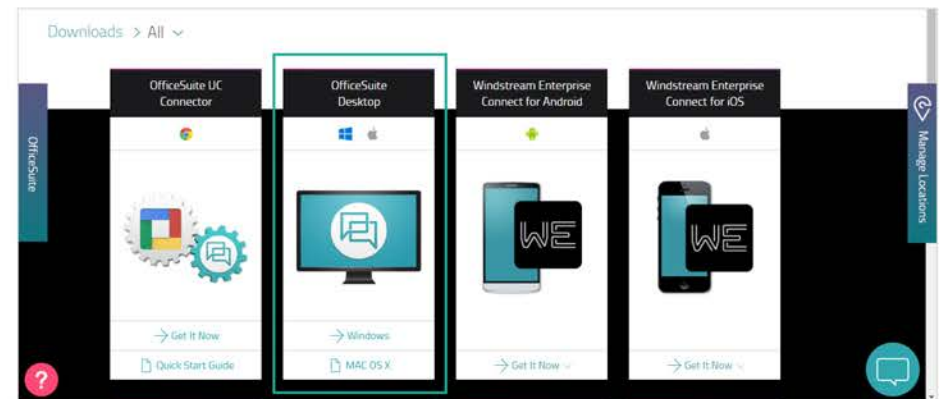 Downloads > All
OfficeSuite UC
Connector
OfficeSuite
Desktop
Windstream Enterprise
Connect for Android
Windstream Enterprise
Connect for iOS
OfficeSuite
Manage Locations
WE
WE
Get It Now
Quick Start Guide
Windows
MAC OS X
Get It Now
Get It Now
?